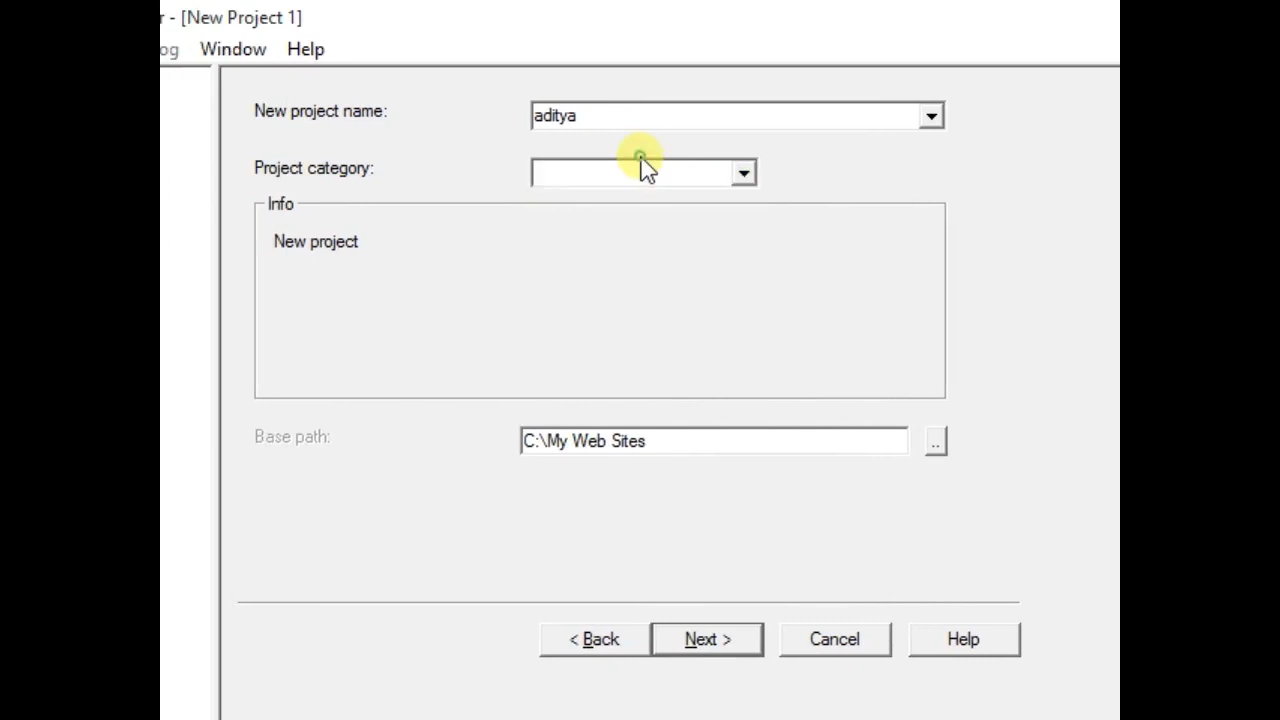 r - [New Project 1]
og Window Help
New project name: aditya
Project category:
Info
New project
Base path: C:\My Web Sites ..
< Back Next > Cancel Help